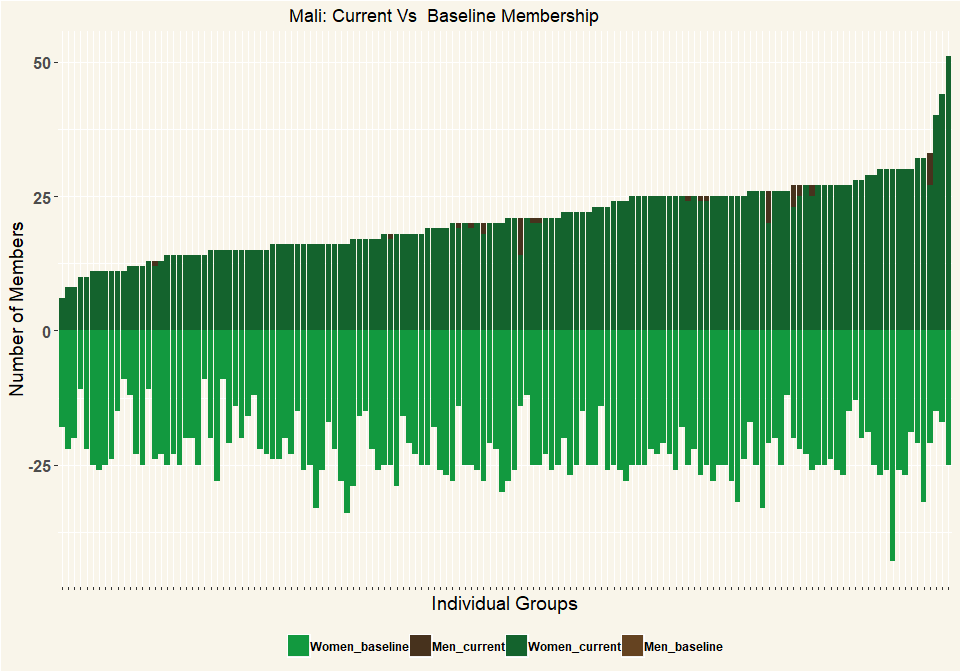 Mali: Current Vs  Baseline Membership
Number of Members
50
25
0
-25
Individual Groups
Women_baseline Men_current Women_current Men_baseline